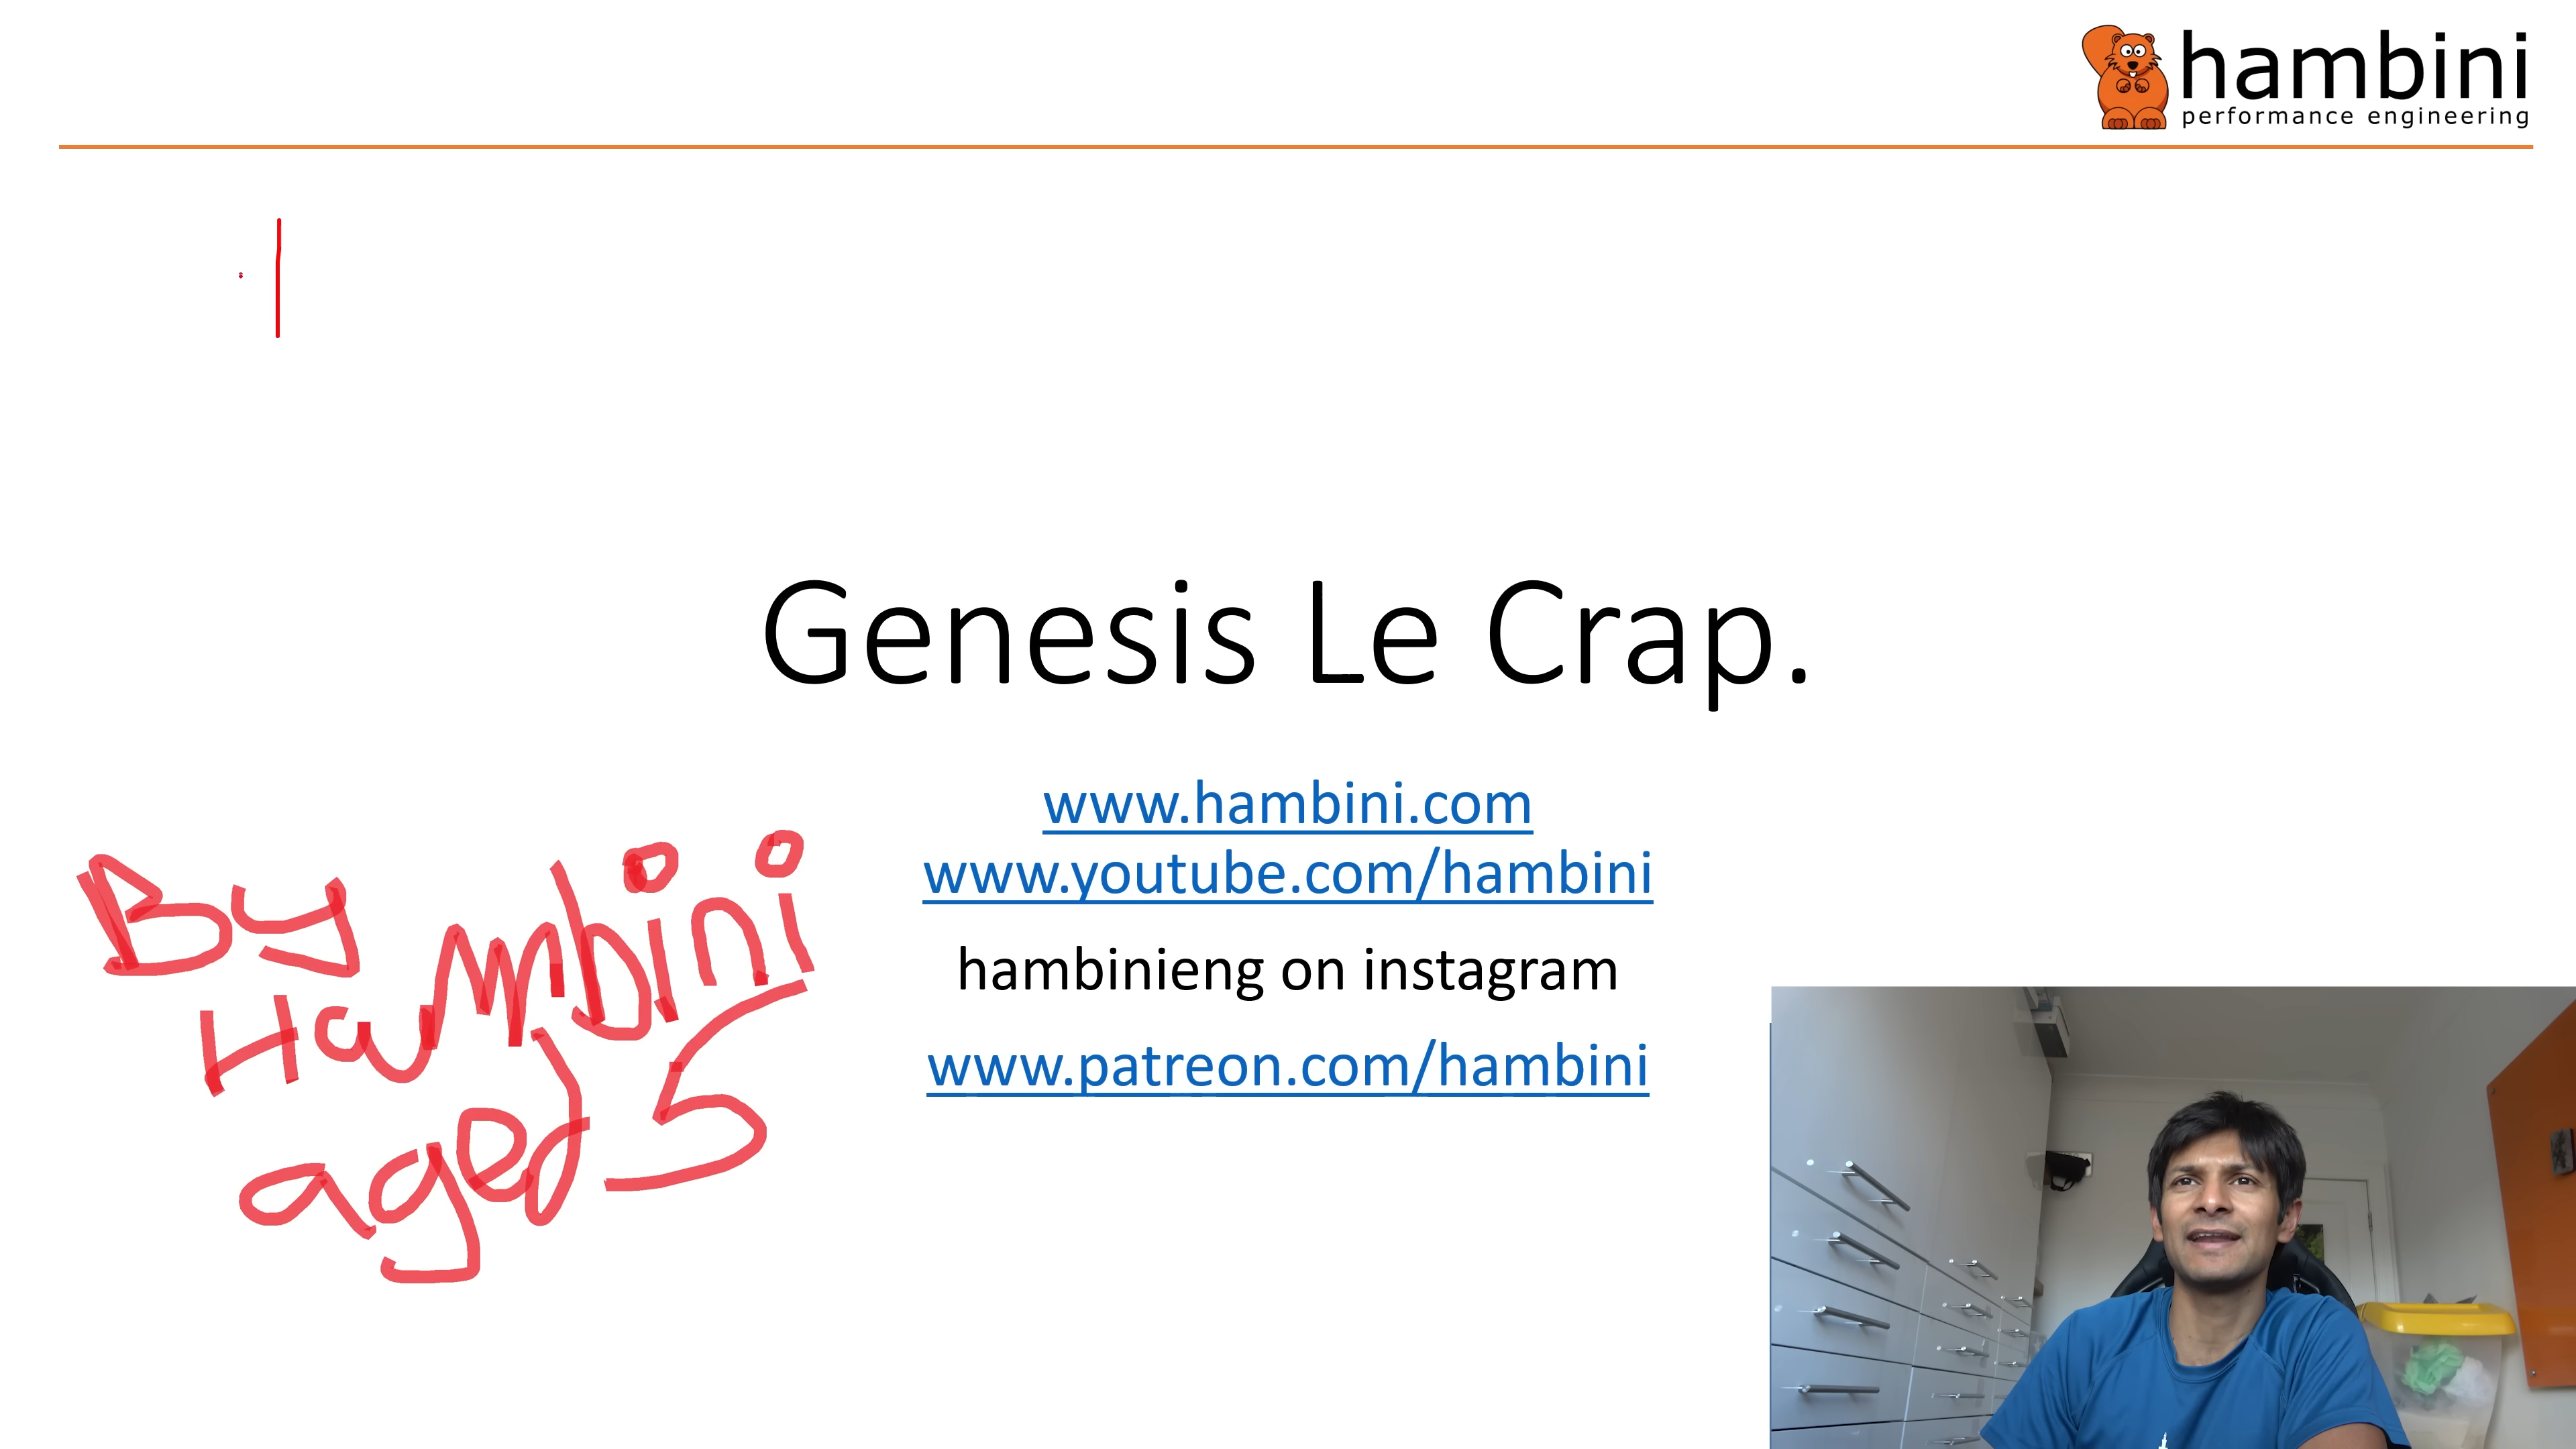 hambini
performance engineering
Genesis Le Crap.
www.hambini.com
www.youtube.com/hambini
hambinieng on instagram
www.patreon.com/hambini
By
Hambini
aged 5